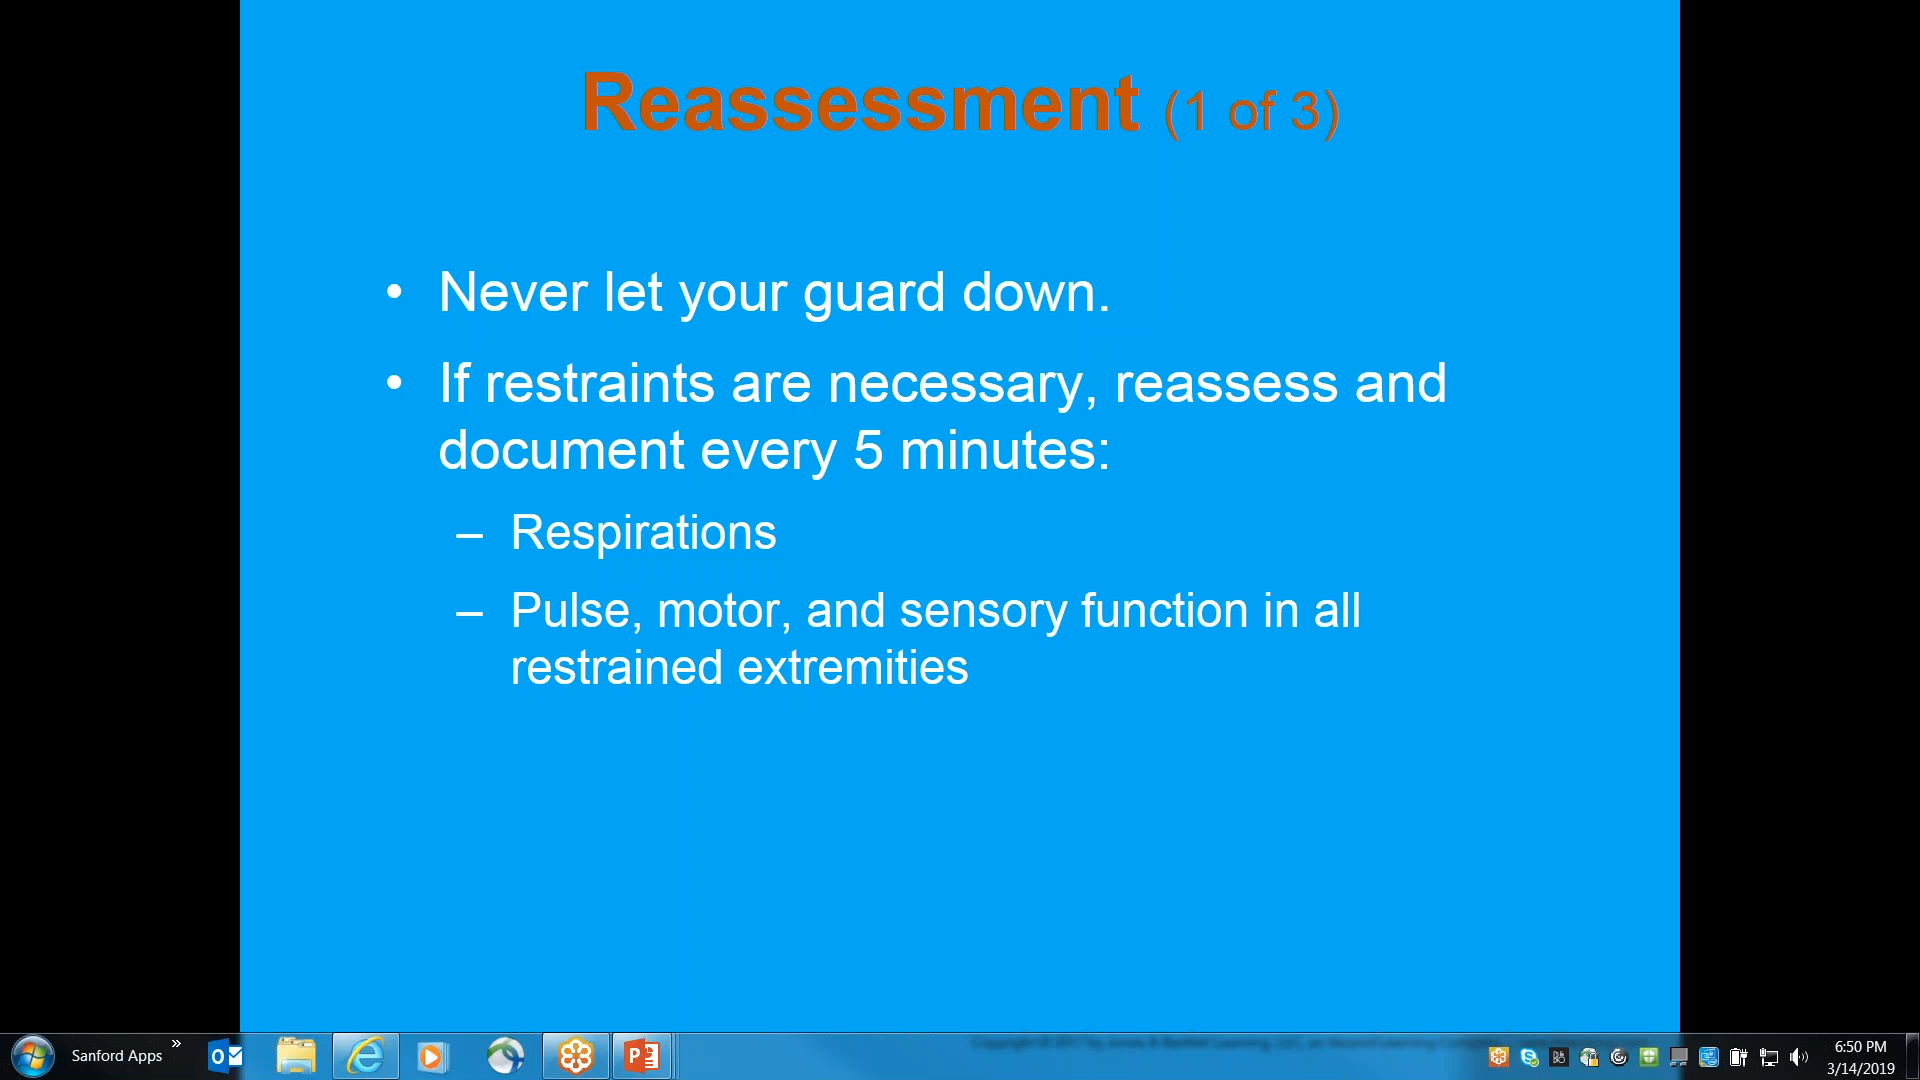 Reassessment (1 of 3)
• Never let your guard down.
• If restraints are necessary, reassess and
document every 5 minutes:
– Respirations
– Pulse, motor, and sensory function in all
restrained extremities
Sanford Apps »
6:50 PM
3/14/2019